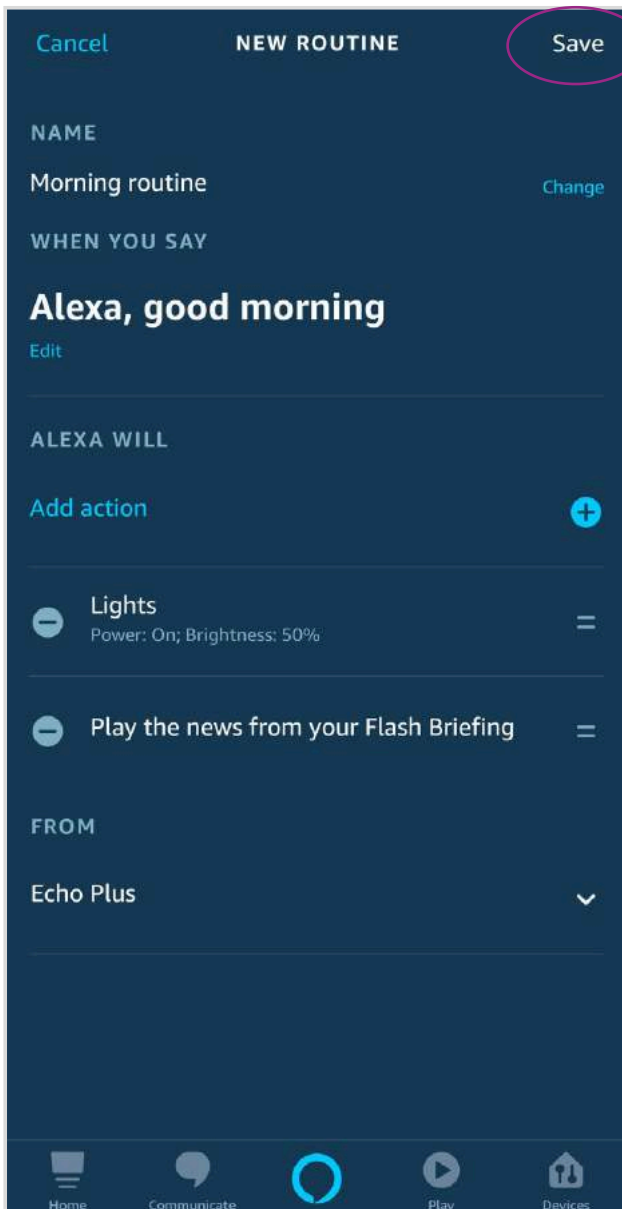 Cancel NEW ROUTINE Save
NAME
Morning routine Change
WHEN YOU SAY
Alexa, good morning
Edit
ALEXA WILL
Add action
Lights
Power: On; Brightness: 50%
Play the news from your Flash Briefing
FROM
Echo Plus
Home Communicate Play Devices